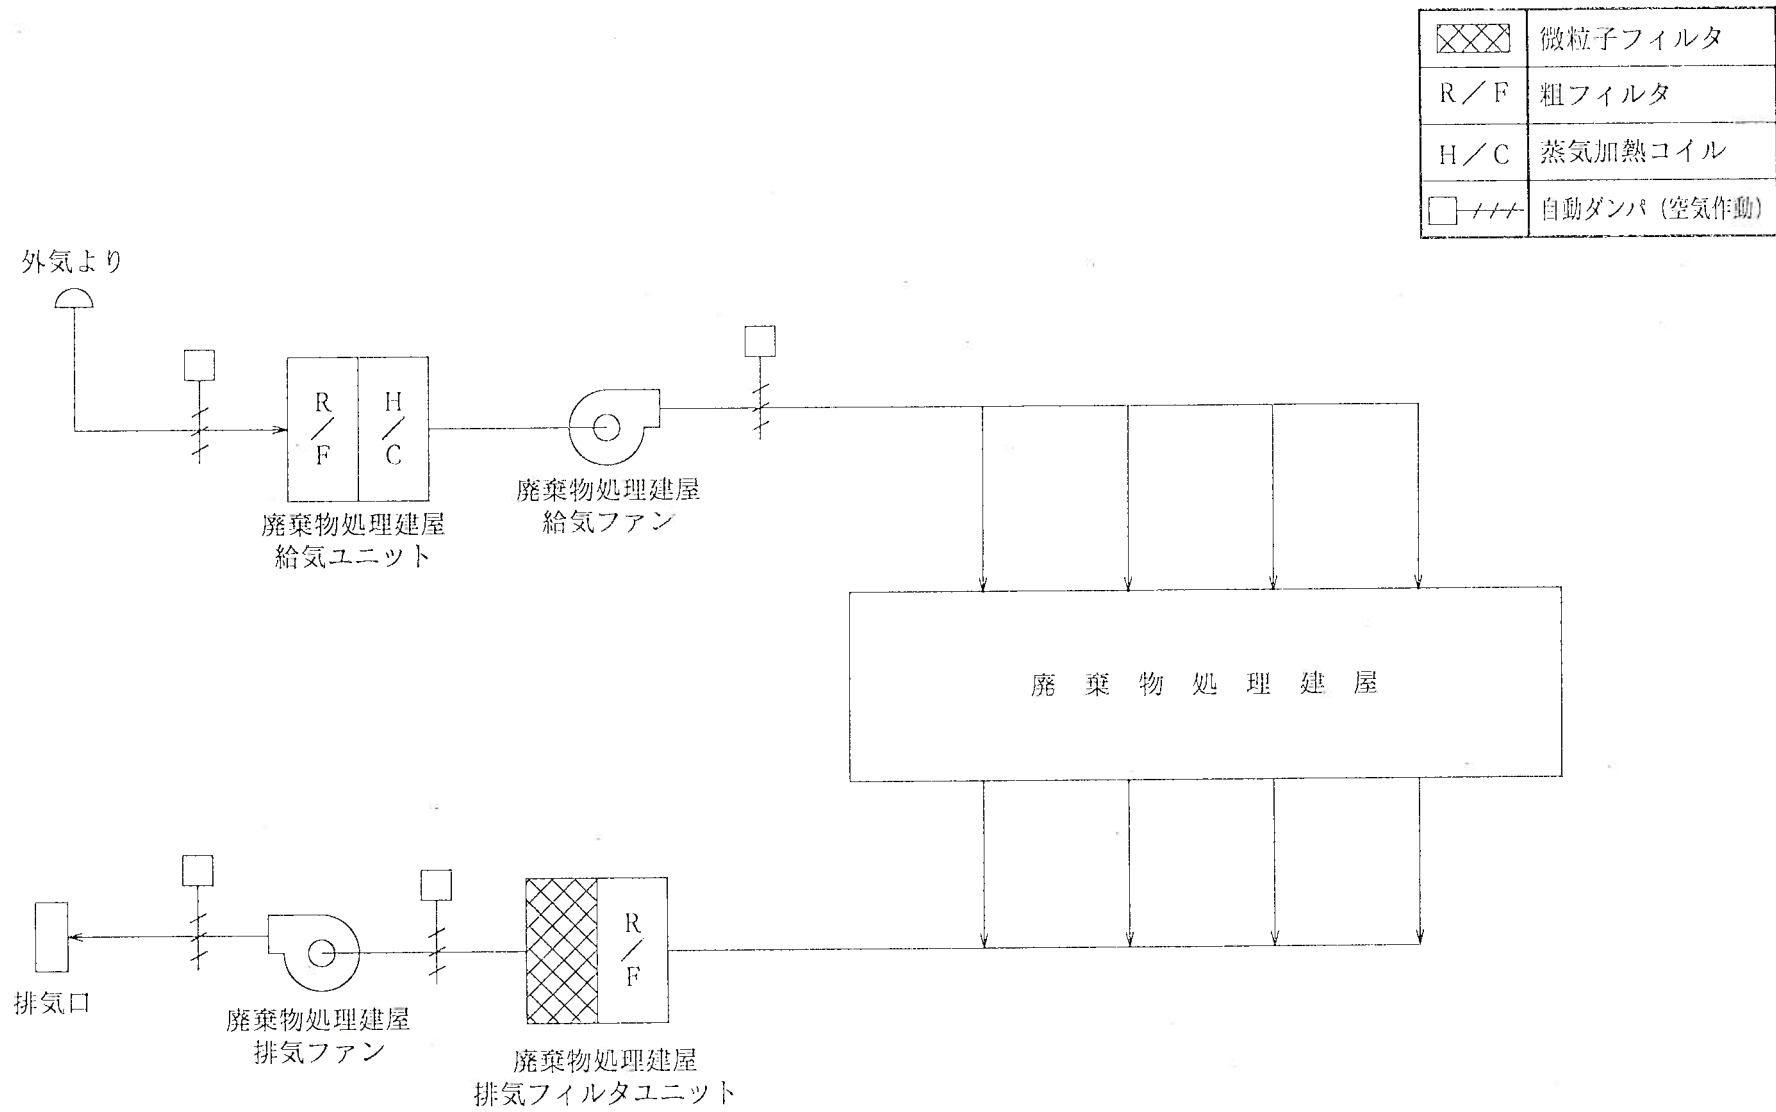 微粒子フィルタ
R/F 粗フィルタ
H/C 蒸気加熱コイル
自動ダンパ(空気作動)
外気より
R/F
H/C
廃棄物処理建屋
給気ユニット
廃棄物処理建屋
給気ファン
廃棄物処理建屋
排気口
廃棄物処理建屋
排気ファン
R/F
廃棄物処理建屋
排気フィルタユニット